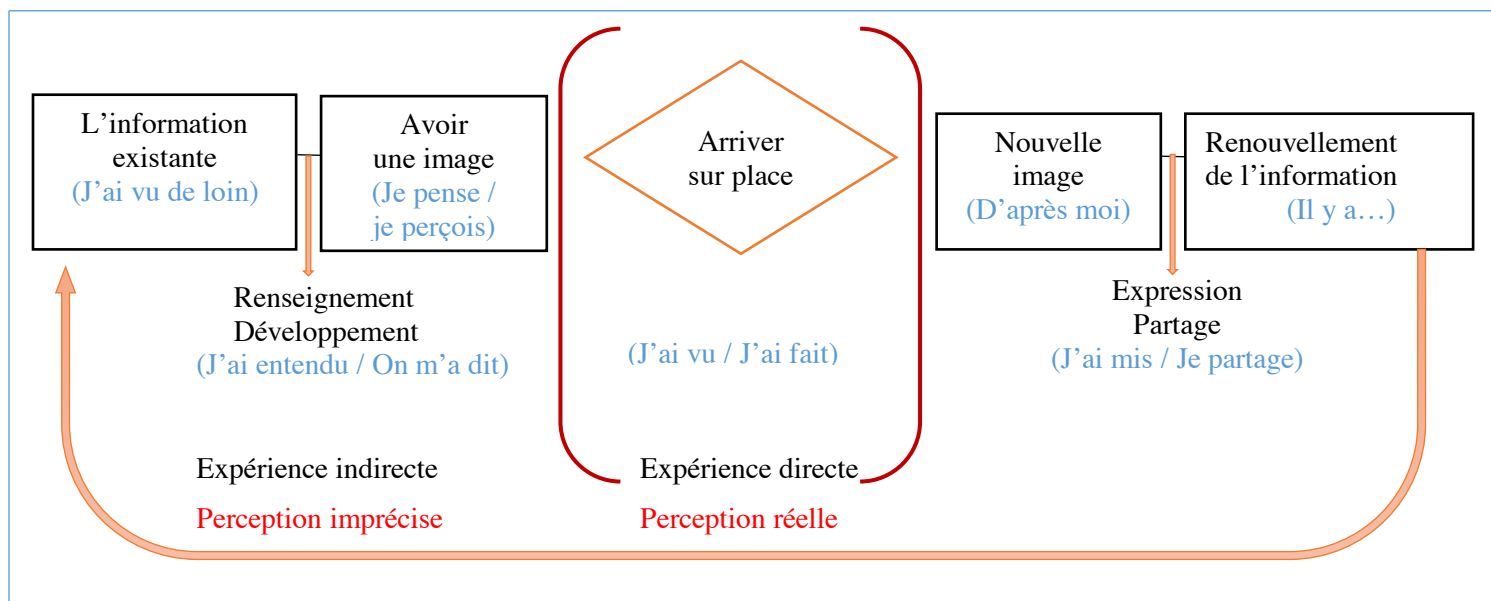 L'information
existante
(J'ai vu de loin)
Avoir
une image
(Je pense /
je perçois)
Renseignement
Développement
(J'ai entendu / On m'a dit)
Arriver
sur place
(J'ai vu / J'ai fait)
Nouvelle
image
(D'après moi)
Renouvellement
de l'information
(Il y a…)
Expression
Partage
(J'ai mis / Je partage)
Expérience indirecte
Perception imprécise
Expérience directe
Perception réelle